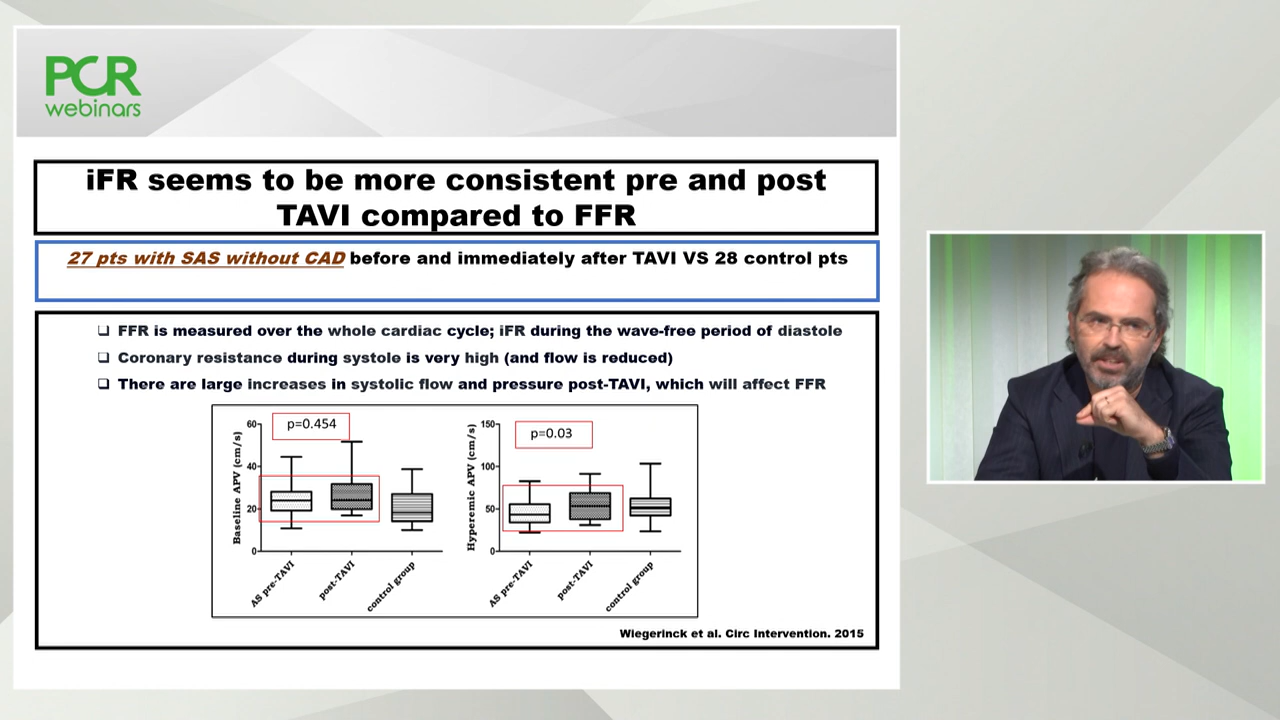 PCR
webinars
iFR seems to be more consistent pre and post
TAVI compared to FFR
27 pts with SAS without CAD before and immediately after TAVI VS 28 control pts
❑ FFR is measured over the whole cardiac cycle; iFR during the wave-free period of diastole
❑ Coronary resistance during systole is very high (and flow is reduced)
❑ There are large increases in systolic flow and pressure post-TAVI, which will affect FFR
p=0.454
Baseline APV (cm/s)
60
40
20
0
AS pre-TAVI
post-TAVI
control group
p=0.03
Hyperemic APV (cm/s)
150
100
50
0
AS pre-TAVI
post-TAVI
control group
Wiegerinck et al. Circ Intervention. 2015